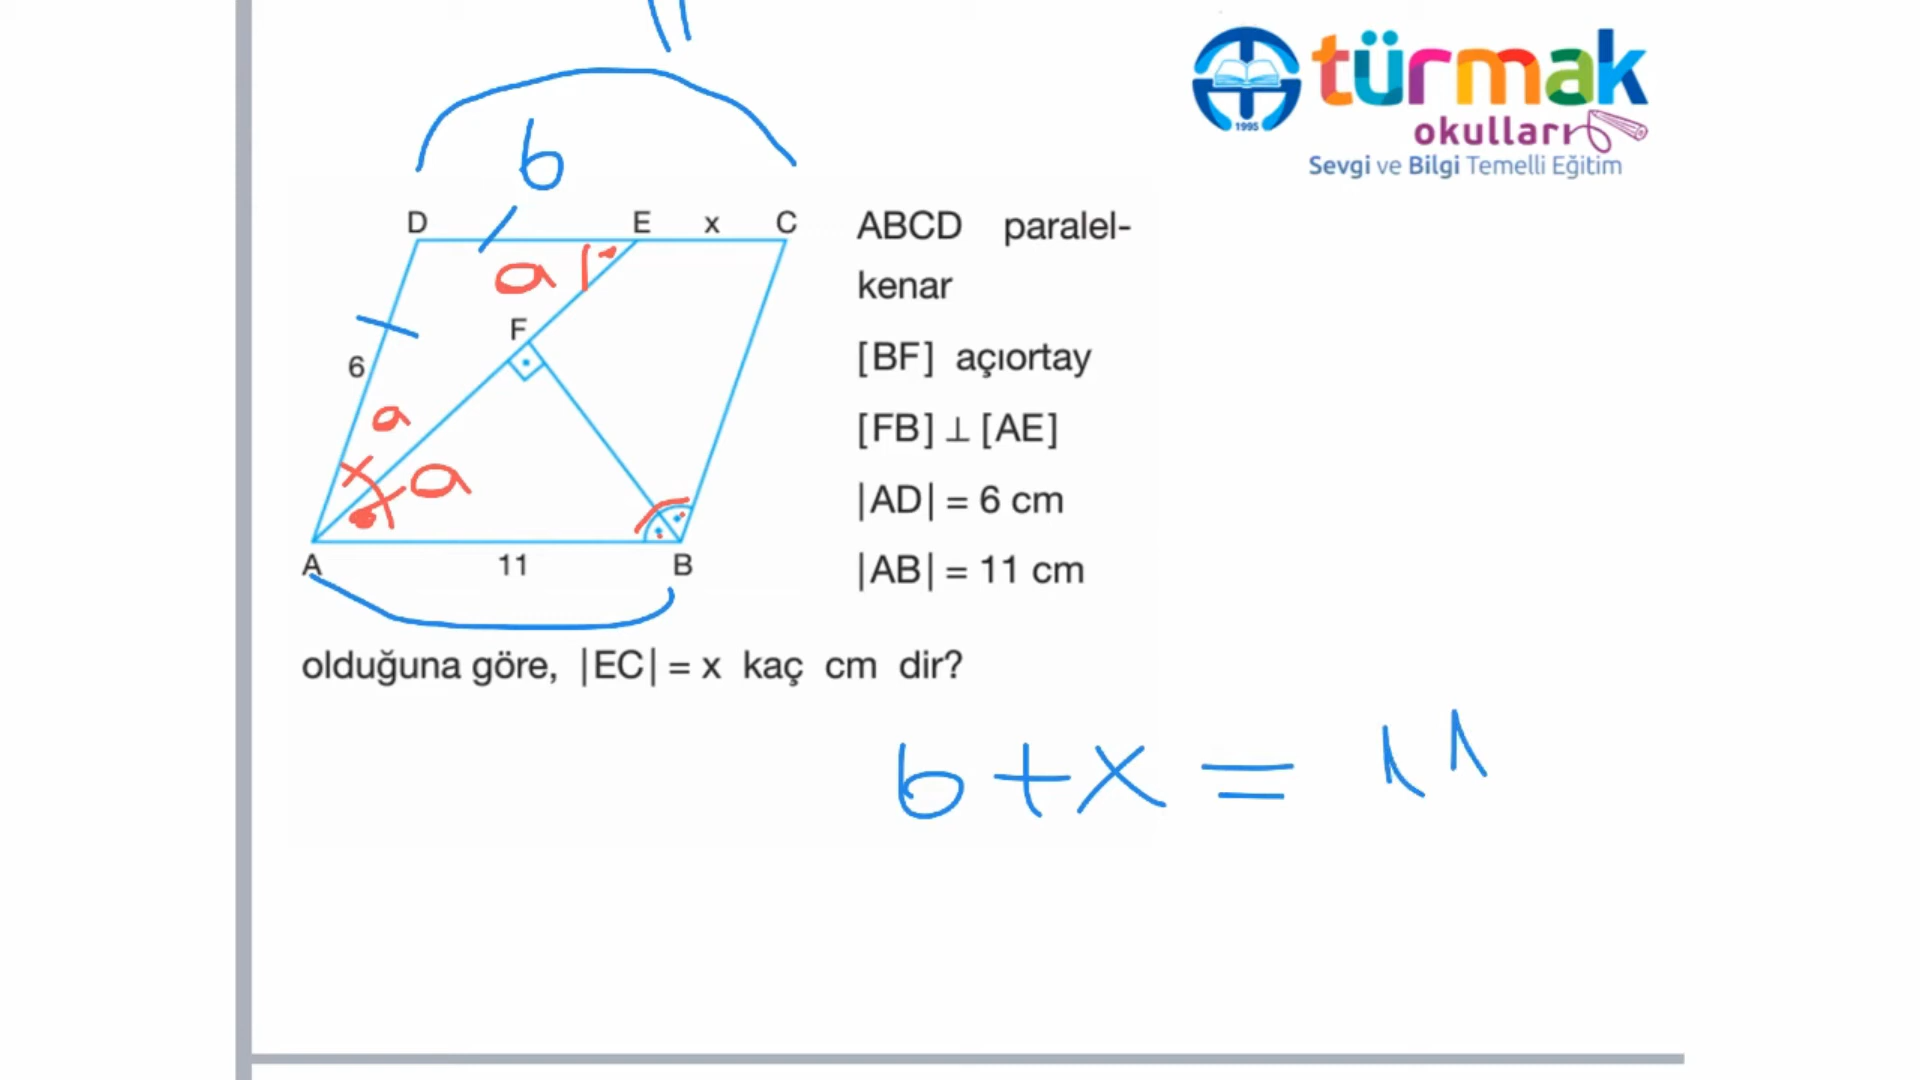 11
1995
türmak
okulları
Sevgi ve Bilgi Temelli Eğitim
6
D E x C
a
F
6
a
a
A 11 B
ABCD paralel-
kenar
[BF] açıortay
[FB] ⊥ [AE]
|AD| = 6 cm
|AB| = 11 cm
olduğuna göre, |EC| = x kaç cm dir?
6 + x = 11